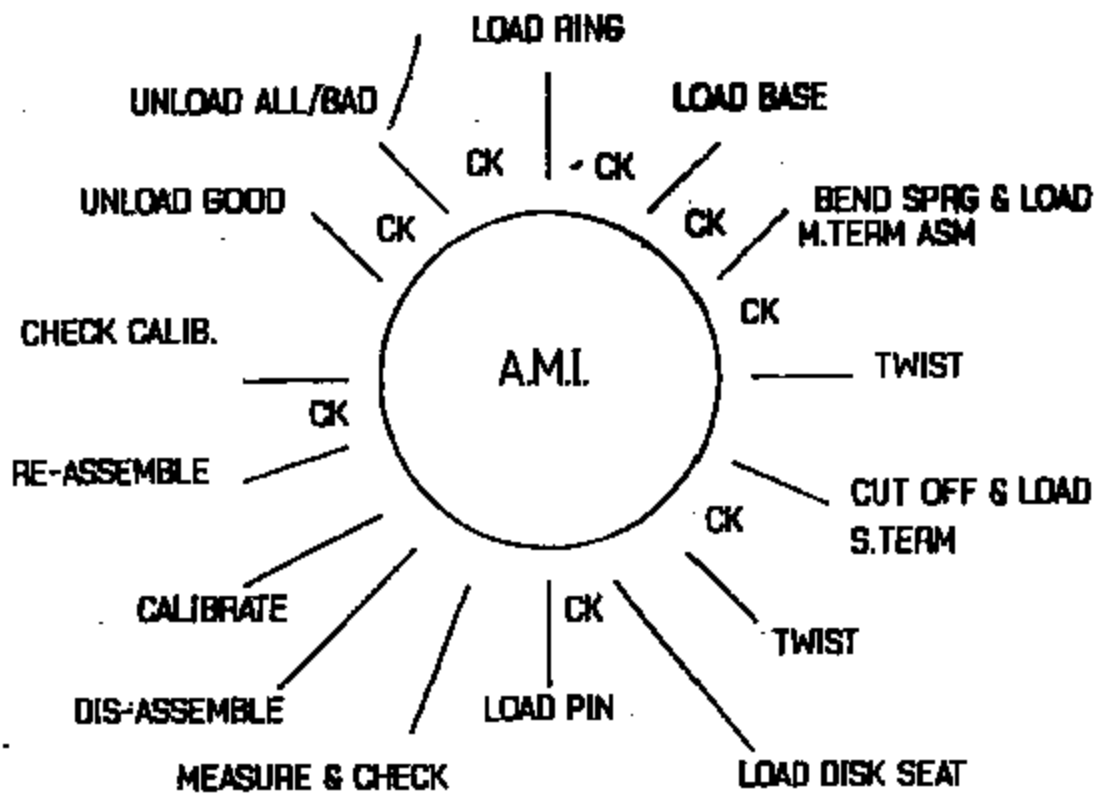 LOAD RING
UNLOAD ALL/BAD
LOAD BASE
CK
CK
UNLOAD GOOD
BEND SPRG & LOAD
M.TERM ASM
CK
CK
CK
CHECK CALIB.
A.M.I.
TWIST
CK
RE-ASSEMBLE
CUT OFF & LOAD
S.TERM
CK
CALIBRATE
CK
TWIST
DIS-ASSEMBLE
LOAD PIN
MEASURE & CHECK
LOAD DISK SEAT